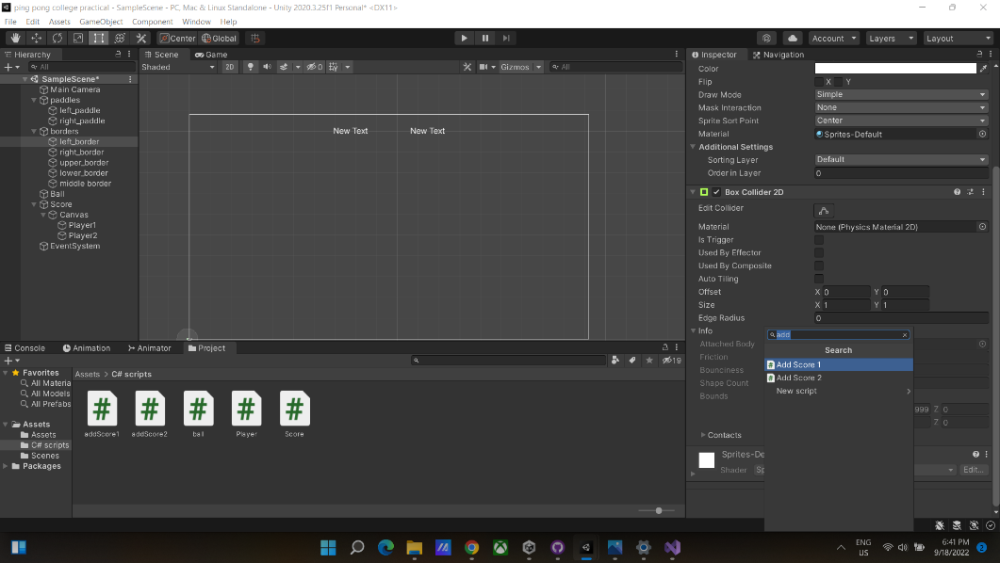 ping pong college practical - SampleScene - PC, Mac & Linux Standalone - Unity 2020.3.25f1 Personal* <DX11>
File Edit Assets GameObject Component Window Help
Center Global Account Layers Layout
Hierarchy
All
SampleScene*
Main Camera
paddles
left_paddle
right_paddle
borders
left_border
right_border
upper_border
lower_border
middle border
Ball
Score
Canvas
Player1
Player2
EventSystem
Scene Game
Shaded 2D 0 Gizmos All
New Text New Text
Console Animation Animator Project
19
Favorites
All Materia
All Models
All Prefabs
Assets
Assets
C# scripts
Scenes
Packages
Assets > C# scripts
addScore1 addScore2 ball Player Score
Inspector Navigation
Color
Flip X Y
Draw Mode Simple
Mask Interaction None
Sprite Sort Point Center
Material Sprites-Default
Additional Settings
Sorting Layer Default
Order in Layer 0
Box Collider 2D
Edit Collider
Material None (Physics Material 2D)
Is Trigger
Used By Effector
Used By Composite
Auto Tiling
Offset X 0 Y 0
Size X 1 Y 1
Edge Radius 0
Info
Attached Body
Friction
Bounciness
Shape Count
Bounds
999 Z 0
Z 0
Contacts
Sprites-De
Shader Sp Edit...
add
Search
Add Score 1
Add Score 2
New script
ENG
US
6:41 PM
9/18/2022
2